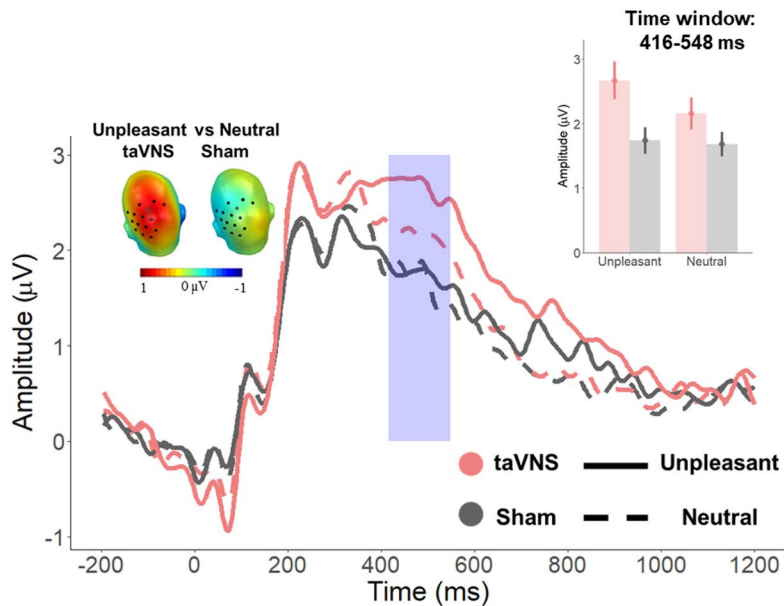 Time window:
416-548 ms
3
2
1
0
Amplitude (µV)
Unpleasant
Neutral
Unpleasant vs Neutral
taVNS Sham
1 0 µV -1
3
2
1
0
-1
Amplitude (µV)
taVNS Unpleasant
Sham Neutral
-200 0 200 400 600 800 1000 1200
Time (ms)